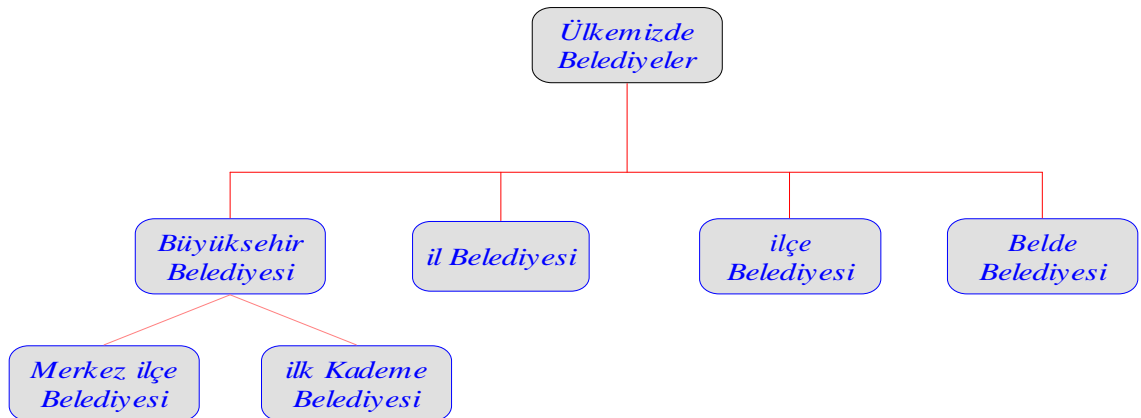 Ülkemizde
Belediyeler
Büyüksehir
Belediyesi
il Belediyesi
ilçe
Belediyesi
Belde
Belediyesi
Merkez ilçe
Belediyesi
ilk Kademe
Belediyesi